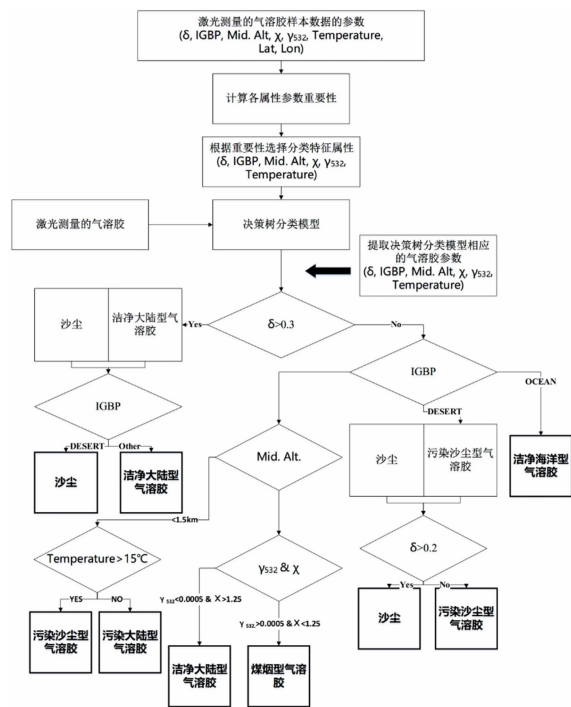 激光测量的气溶胶样本数据的参数
(δ, IGBP, Mid. Alt, χ, γ532, Temperature,
Lat, Lon)
计算各属性参数重要性
根据重要性选择分类特征属性
(δ, IGBP, Mid. Alt, χ, γ532,
Temperature)
激光测量的气溶胶
决策树分类模型
提取决策树分类模型相应
的气溶胶参数
(δ, IGBP, Mid. Alt, χ, γ532,
Temperature)
沙尘
洁净大陆型气
溶胶
Yes
δ>0.3
No
IGBP
IGBP
OCEAN
DESERT
DESERT
Other
沙尘
洁净大陆型
气溶胶
Mid. Alt.
沙尘
污染沙尘型气
溶胶
洁净海洋型
气溶胶
<1.5km
Temperature>15℃
γ532 & χ
δ>0.2
YES
NO
γ 532<0.0005 & X>1.25
γ 532>0.0005 & X<1.25
Yes
No
污染沙尘型
气溶胶
污染大陆型
气溶胶
洁净大陆型
气溶胶
煤烟型气溶
胶
沙尘
污染沙尘型
气溶胶